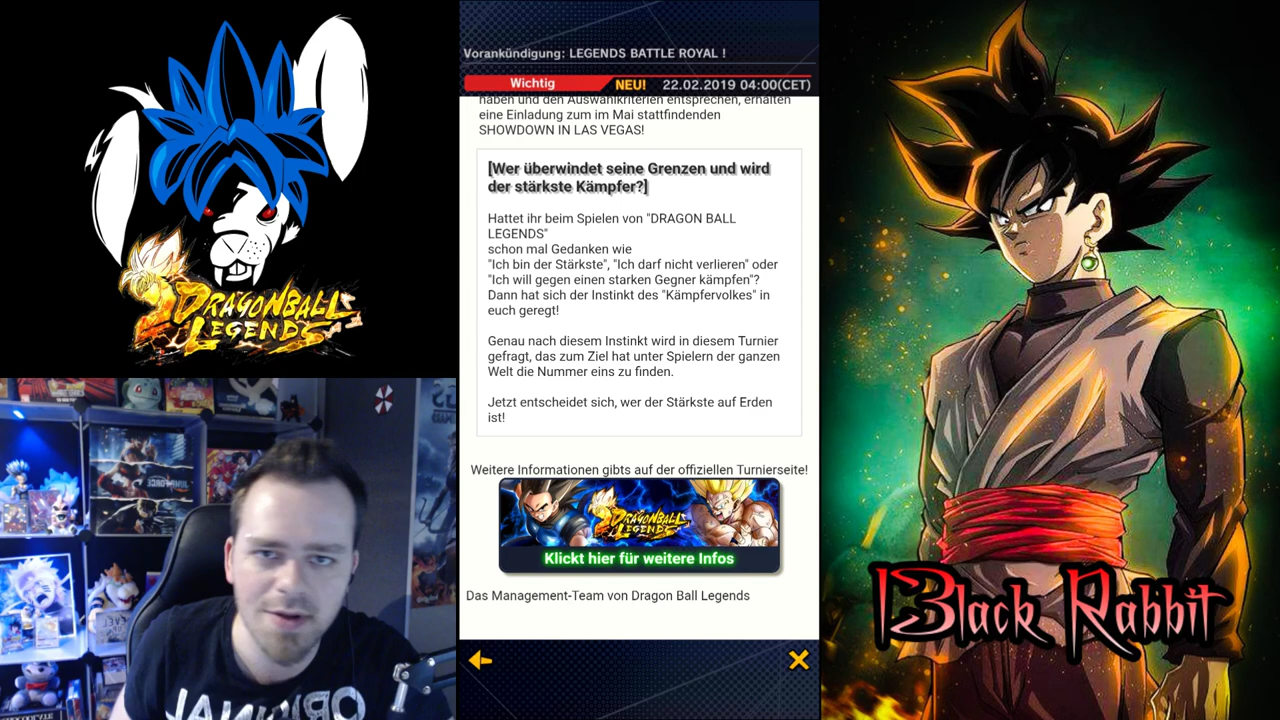 DRAGONBALL
LEGENDS
JUMP FORCE
ORIGINAL
Vorankündigung: LEGENDS BATTLE ROYAL !
Wichtig
NEU!
22.02.2019 04:00(CET)
haben und den Auswahlkriterien entsprechen, erhalten
eine Einladung zum im Mai stattfindenden
SHOWDOWN IN LAS VEGAS!
[Wer überwindet seine Grenzen und wird
der stärkste Kämpfer?]
Hattet ihr beim Spielen von "DRAGON BALL
LEGENDS"
schon mal Gedanken wie
"Ich bin der Stärkste", "Ich darf nicht verlieren" oder
"Ich will gegen einen starken Gegner kämpfen"?
Dann hat sich der Instinkt des "Kämpfervolkes" in
euch geregt!
Genau nach diesem Instinkt wird in diesem Turnier
gefragt, das zum Ziel hat unter Spielern der ganzen
Welt die Nummer eins zu finden.
Jetzt entscheidet sich, wer der Stärkste auf Erden
ist!
Weitere Informationen gibts auf der offiziellen Turnierseite!
DRAGONBALL
LEGENDS
Klickt hier für weitere Infos
Das Management-Team von Dragon Ball Legends
Black Rabbit